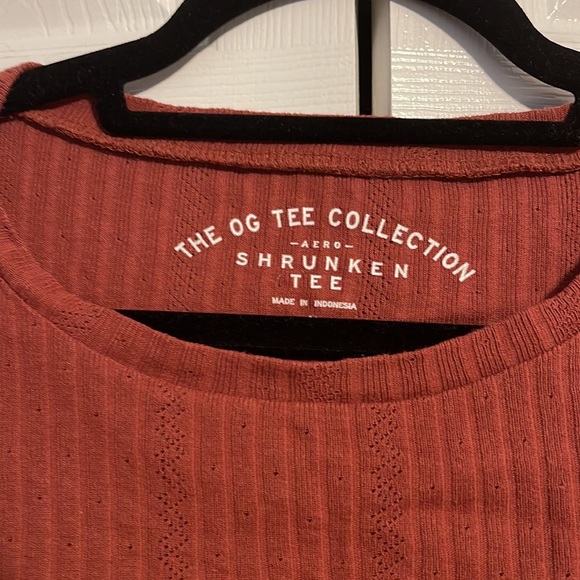 THE OG TEE COLLECTION
-AERO-
SHRUNKEN
TEE
MADE IN INDONESIA